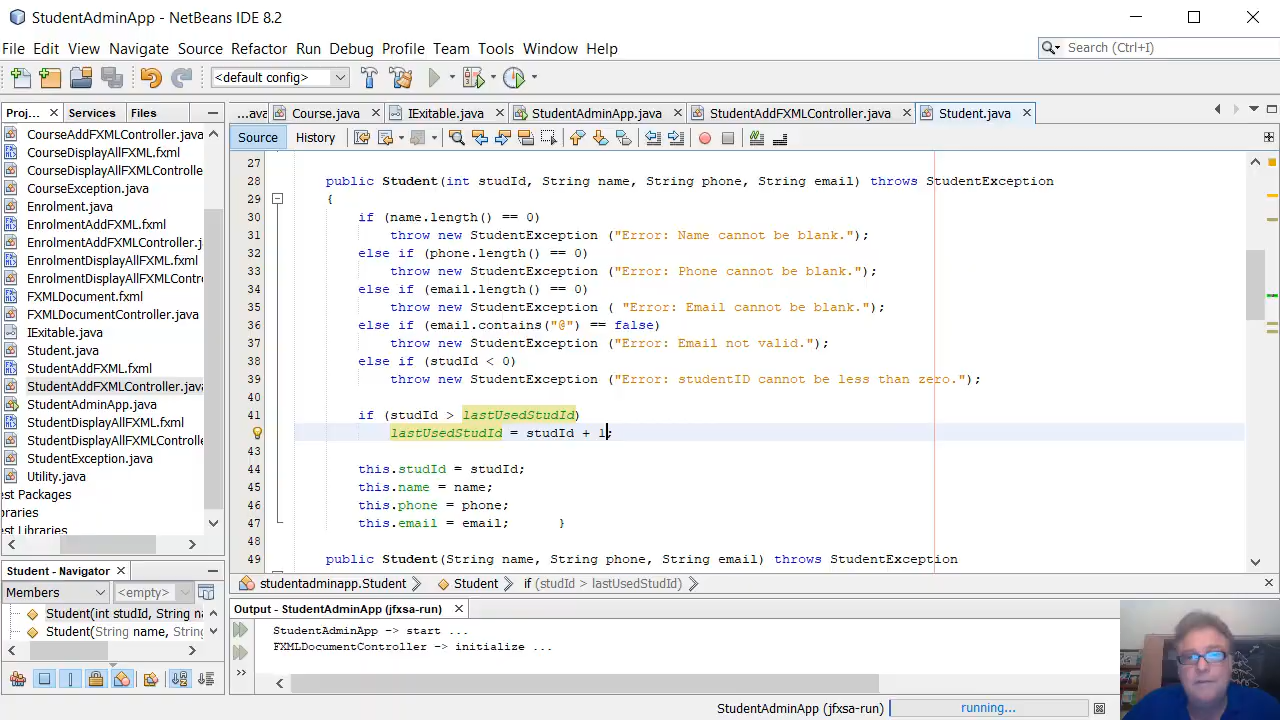 StudentAdminApp - NetBeans IDE 8.2
File Edit View Navigate Source Refactor Run Debug Profile Team Tools Window Help
Search (Ctrl+I)
<default config>
Proj... Services Files
...ava Course.java IExitable.java StudentAdminApp.java StudentAddFXMLController.java Student.java
Source History
CourseAddFXMLController.java
CourseDisplayAllFXML.fxml
CourseDisplayAllFXMLControlle
CourseException.java
Enrolment.java
EnrolmentAddFXML.fxml
EnrolmentAddFXMLController.ja
EnrolmentDisplayAllFXML.fxml
EnrolmentDisplayAllFXMLContro
FXMLDocument.fxml
FXMLDocumentController.java
IExitable.java
Student.java
StudentAddFXML.fxml
StudentAddFXMLController.java
StudentAdminApp.java
StudentDisplayAllFXML.fxml
StudentDisplayAllFXMLControlle
StudentException.java
Utility.java
est Packages
ibraries
est Libraries
27
28 public Student(int studId, String name, String phone, String email) throws StudentException
29 {
30 if (name.length() == 0)
31 throw new StudentException ("Error: Name cannot be blank.");
32 else if (phone.length() == 0)
33 throw new StudentException ("Error: Phone cannot be blank.");
34 else if (email.length() == 0)
35 throw new StudentException ( "Error: Email cannot be blank.");
36 else if (email.contains("@") == false)
37 throw new StudentException ("Error: Email not valid.");
38 else if (studId < 0)
39 throw new StudentException ("Error: studentID cannot be less than zero.");
40
41 if (studId > lastUsedStudId)
lastUsedStudId = studId + 1;
43
44 this.studId = studId;
45 this.name = name;
46 this.phone = phone;
47 this.email = email; }
48
49 public Student(String name, String phone, String email) throws StudentException
studentadminapp.Student Student if (studId > lastUsedStudId)
Student - Navigator
Members <empty>
Student(int studId, String na
Student(String name, String
Output - StudentAdminApp (jfxsa-run)
StudentAdminApp -> start ...
FXMLDocumentController -> initialize ...
StudentAdminApp (jfxsa-run) running...